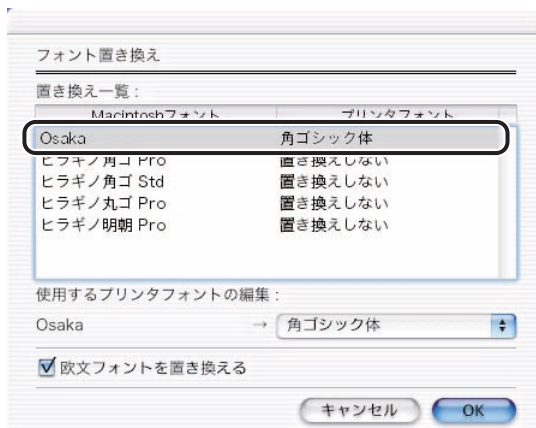 フォント置き換え
置き換え一覧：
Macintoshフォント プリンタフォント
Osaka 角ゴシック体
ヒラギノ角ゴ Pro 置き換えしない
ヒラギノ角ゴ Std 置き換えしない
ヒラギノ丸ゴ Pro 置き換えしない
ヒラギノ明朝 Pro 置き換えしない
使用するプリンタフォントの編集：
Osaka → 角ゴシック体
欧文フォントを置き換える
キャンセル OK